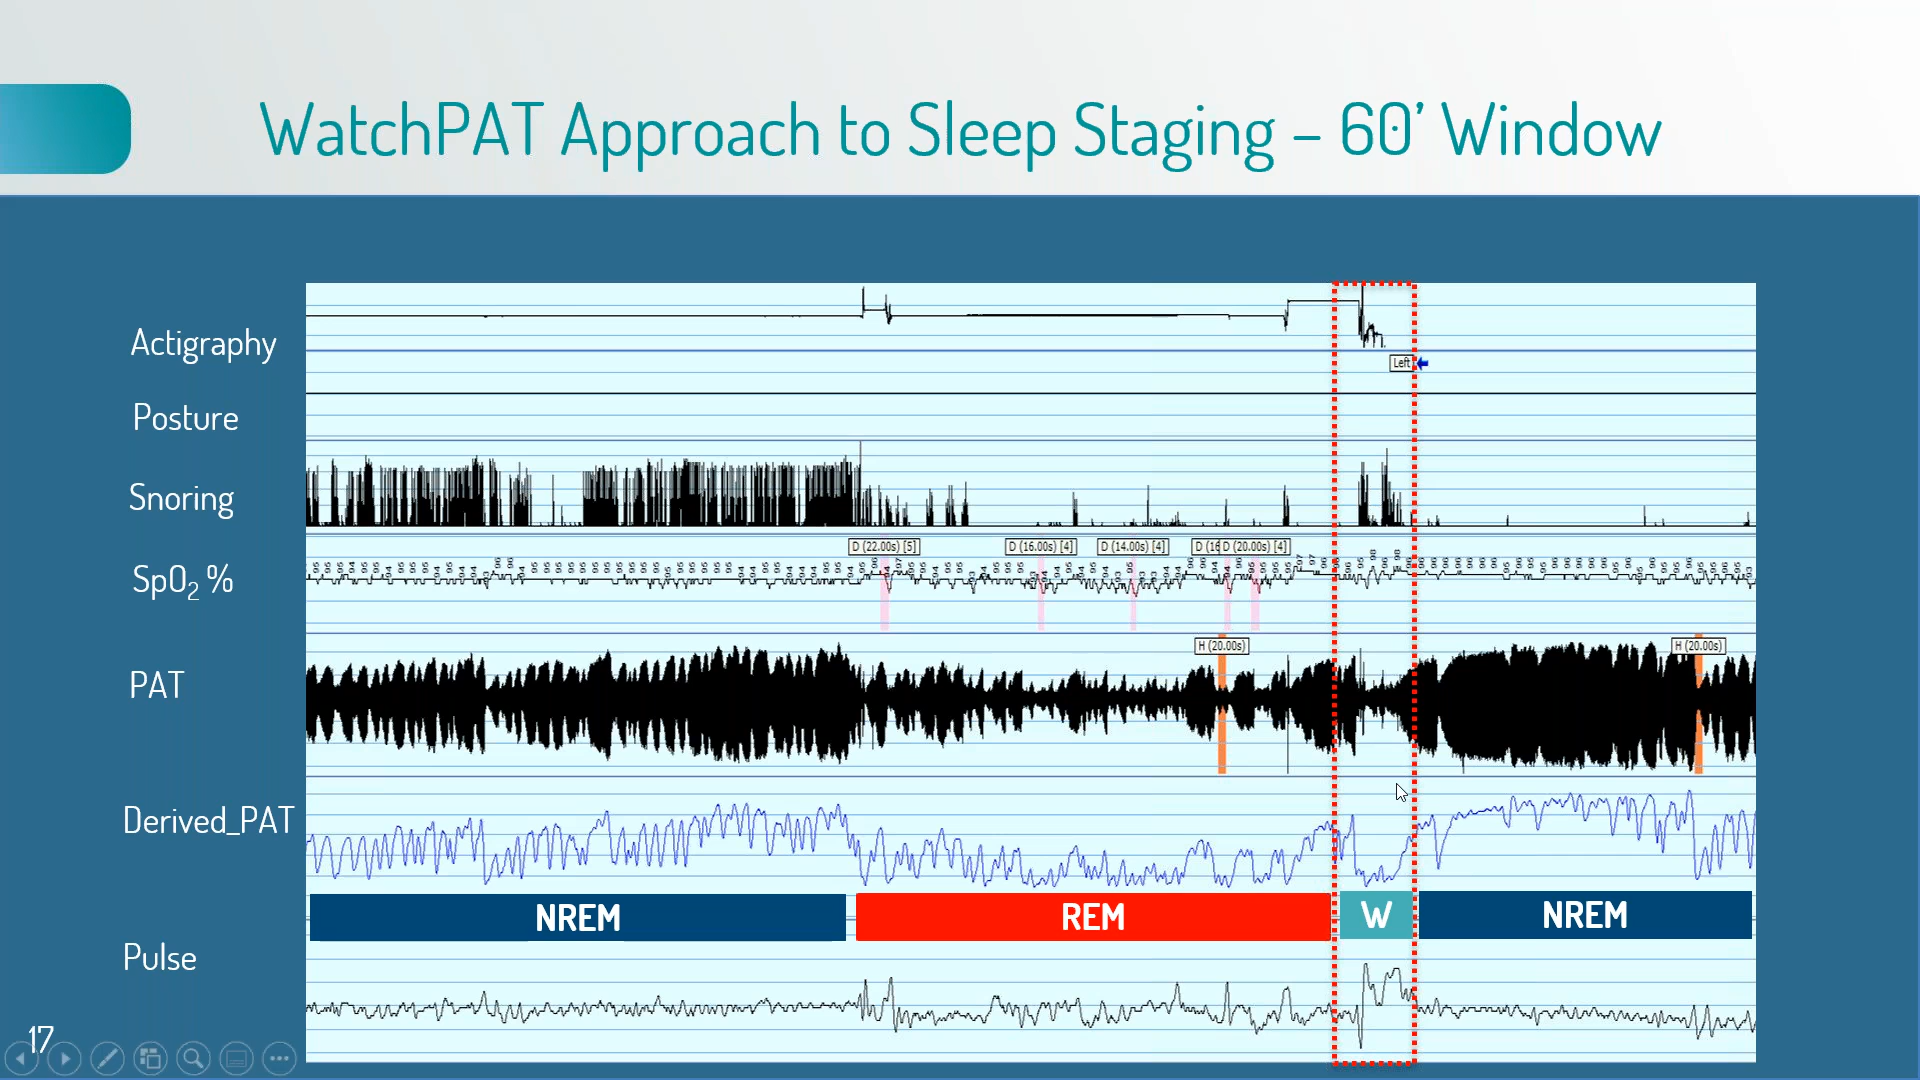 WatchPAT Approach to Sleep Staging – 60’ Window
Actigraphy
Left
Posture
Snoring
D (22.00s) [5]
D (16.00s) [4]
D (14.00s) [4]
D (16
D (20.00s) [4]
SpO2 %
H (20.00s)
H (20.00s)
PAT
Derived_PAT
NREM
REM
W
NREM
Pulse
17